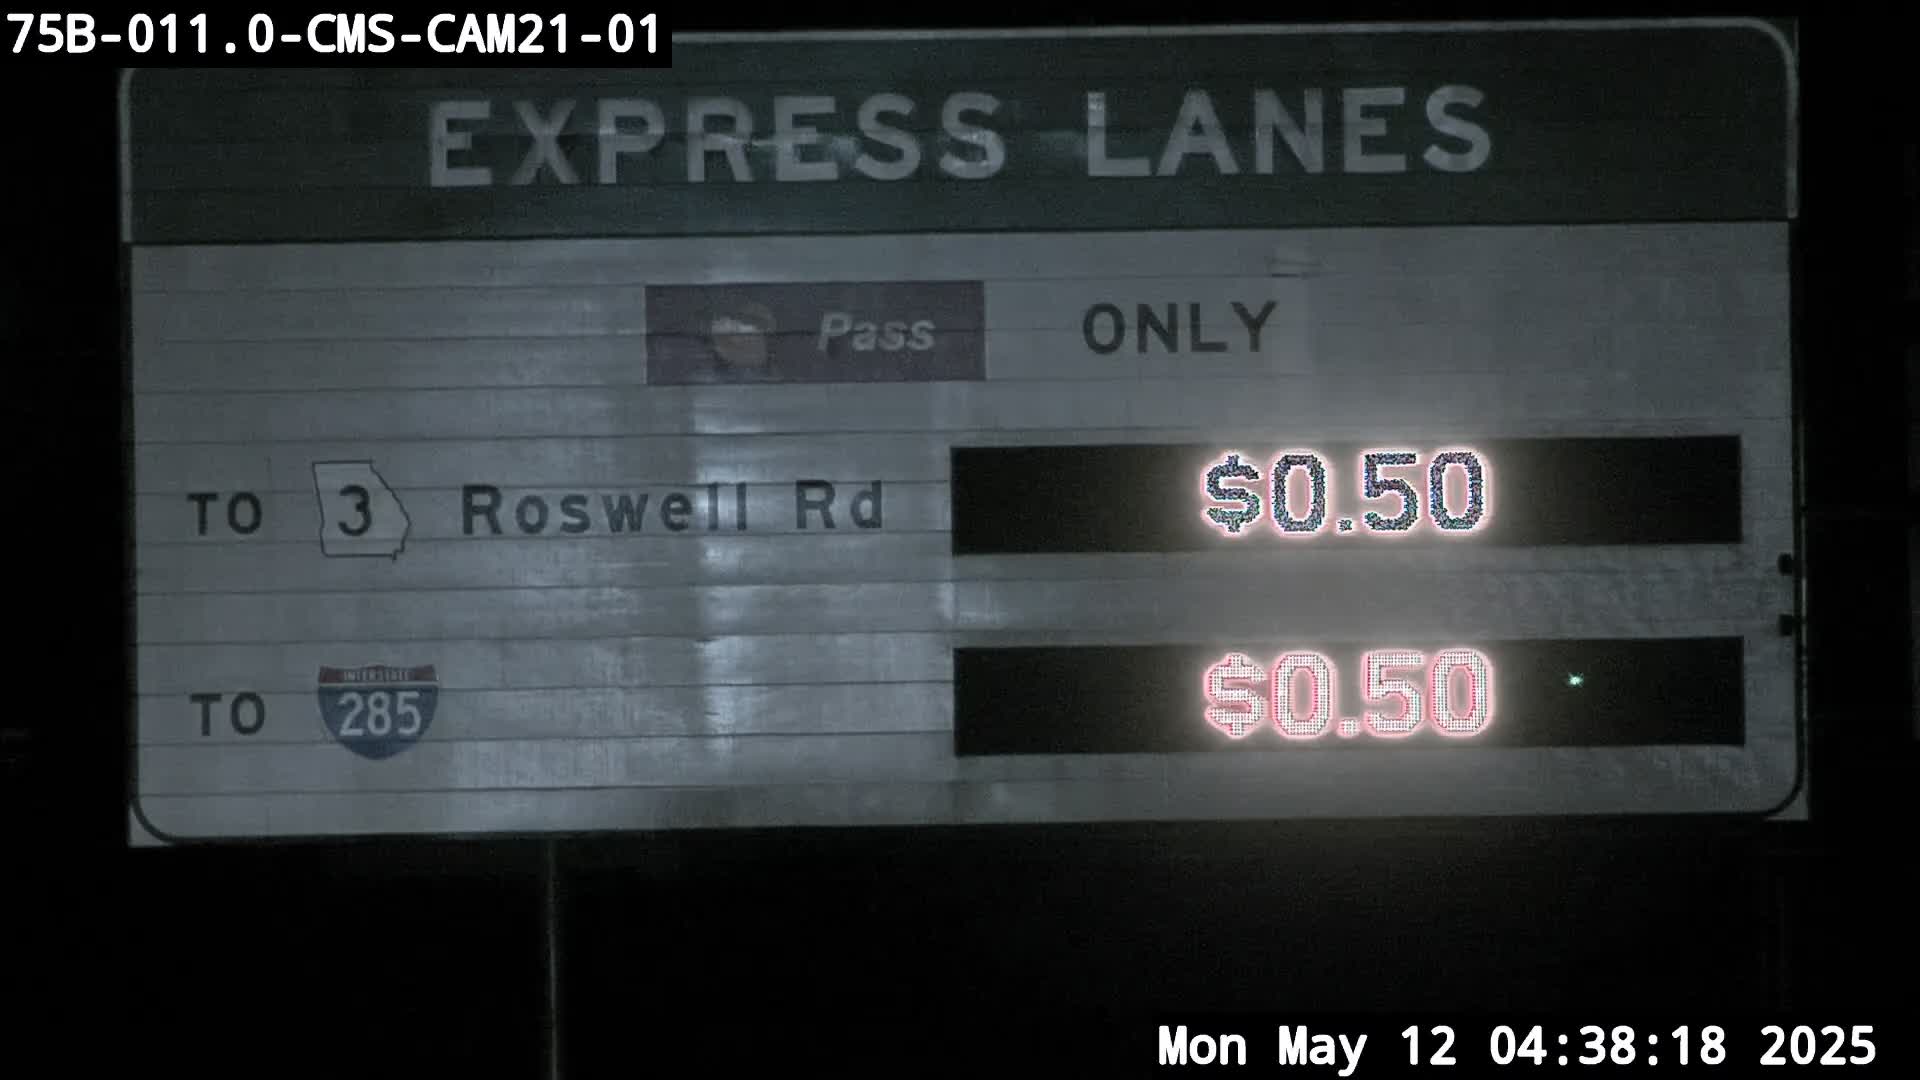 75B-011.0-CMS-CAM21-01
EXPRESS LANES
Pass ONLY
TO 3 Roswell Rd $0.50
INTERSTATE
TO 285 $0.50
Mon May 12 04:38:18 2025